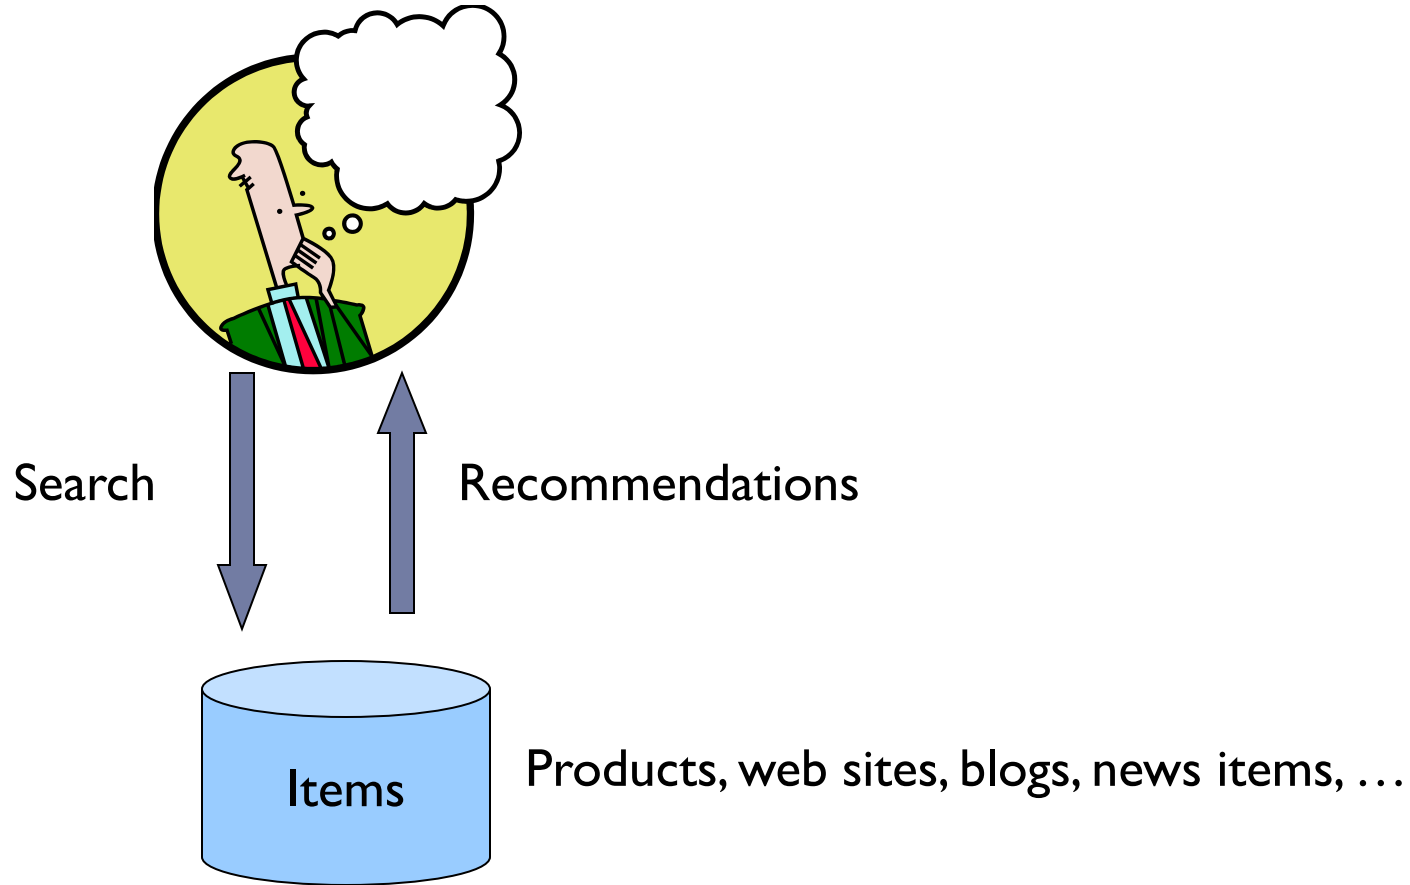 Search
Recommendations
Items
Products, web sites, blogs, news items, …